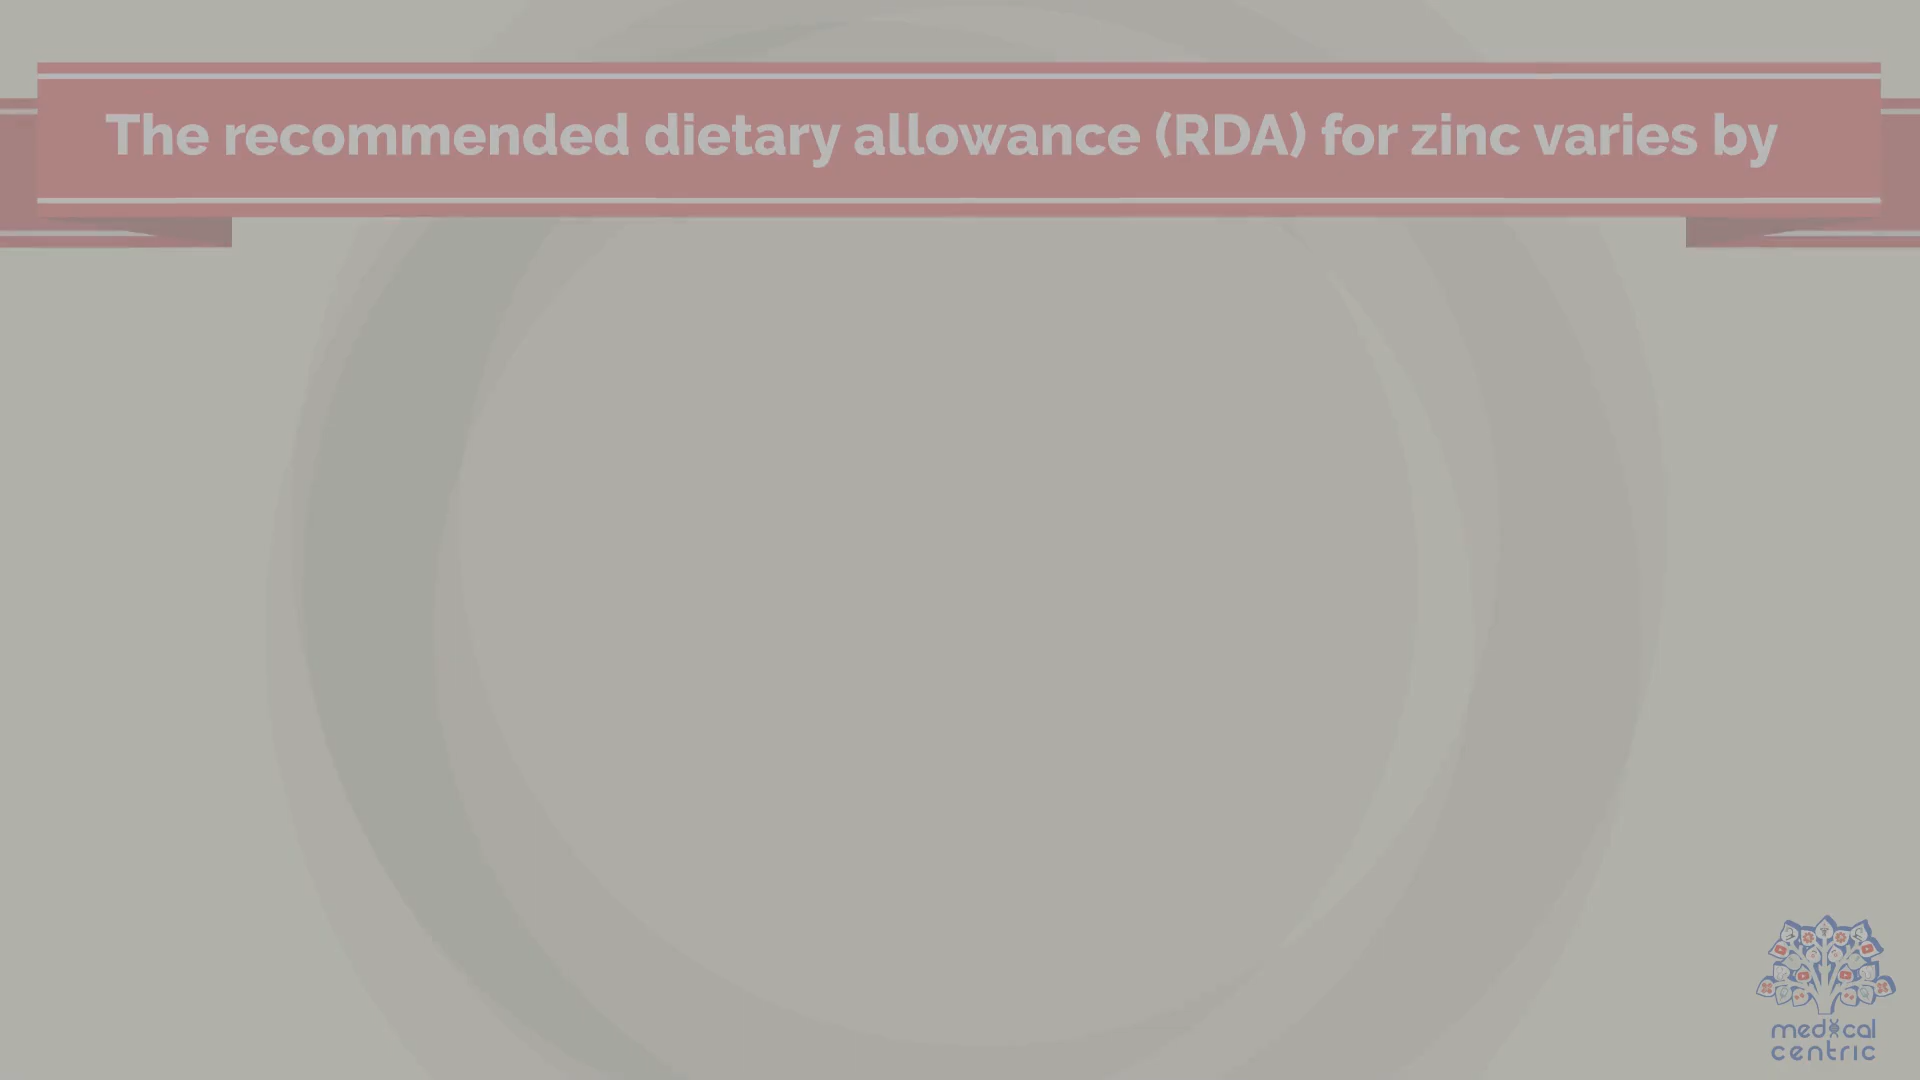 The recommended dietary allowance (RDA) for zinc varies by
medical
centric